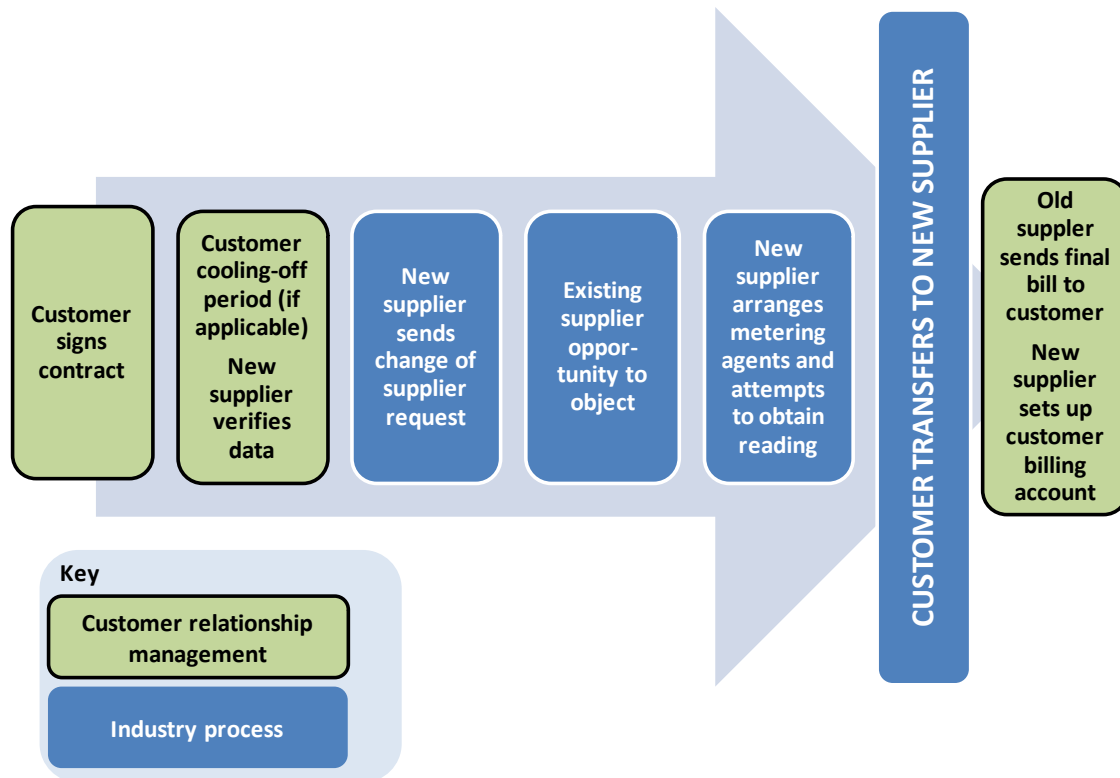 Customer
signs
contract
Customer
cooling-off
period (if
applicable)
New
supplier
verifies
data
New
supplier
sends
change of
supplier
request
Existing
supplier
oppor-
tunity to
object
New
supplier
arranges
metering
agents and
attempts
to obtain
reading
CUSTOMER TRANSFERS TO NEW SUPPLIER
Old
suppler
sends final
bill to
customer
New
supplier
sets up
customer
billing
account
Key
Customer relationship
management
Industry process